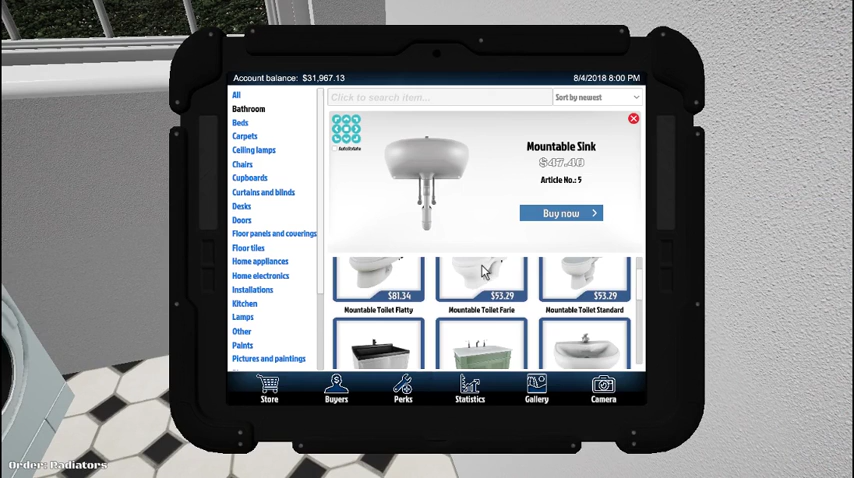 Account balance: $31,967.13
8/4/2018 8:00 PM
All
Bathroom
Beds
Carpets
Ceiling lamps
Chairs
Cupboards
Curtains and blinds
Desks
Doors
Floor panels and coverings
Floor tiles
Home appliances
Home electronics
Installations
Kitchen
Lamps
Other
Paints
Pictures and paintings
Click to search item...
Sort by newest
AutoRotate
Mountable Sink
$47.40
Article No.: 5
Buy now
$81.34
$53.29
$53.29
Mountable Toilet Flatty
Mountable Toilet Farie
Mountable Toilet Standard
Store
Buyers
Perks
Statistics
Gallery
Camera
Order: Radiators